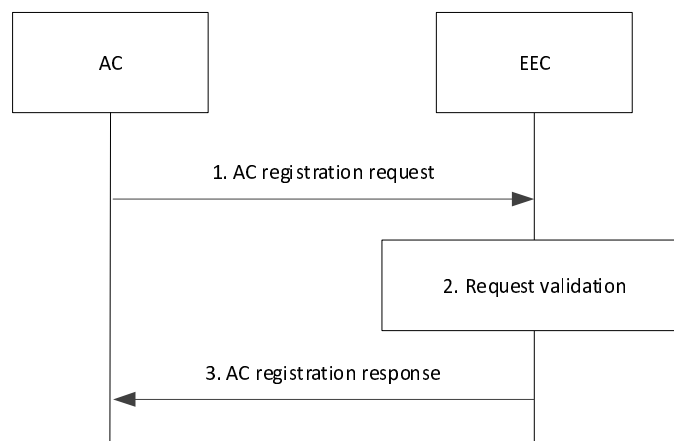 AC
EEC
1. AC registration request
2. Request validation
3. AC registration response